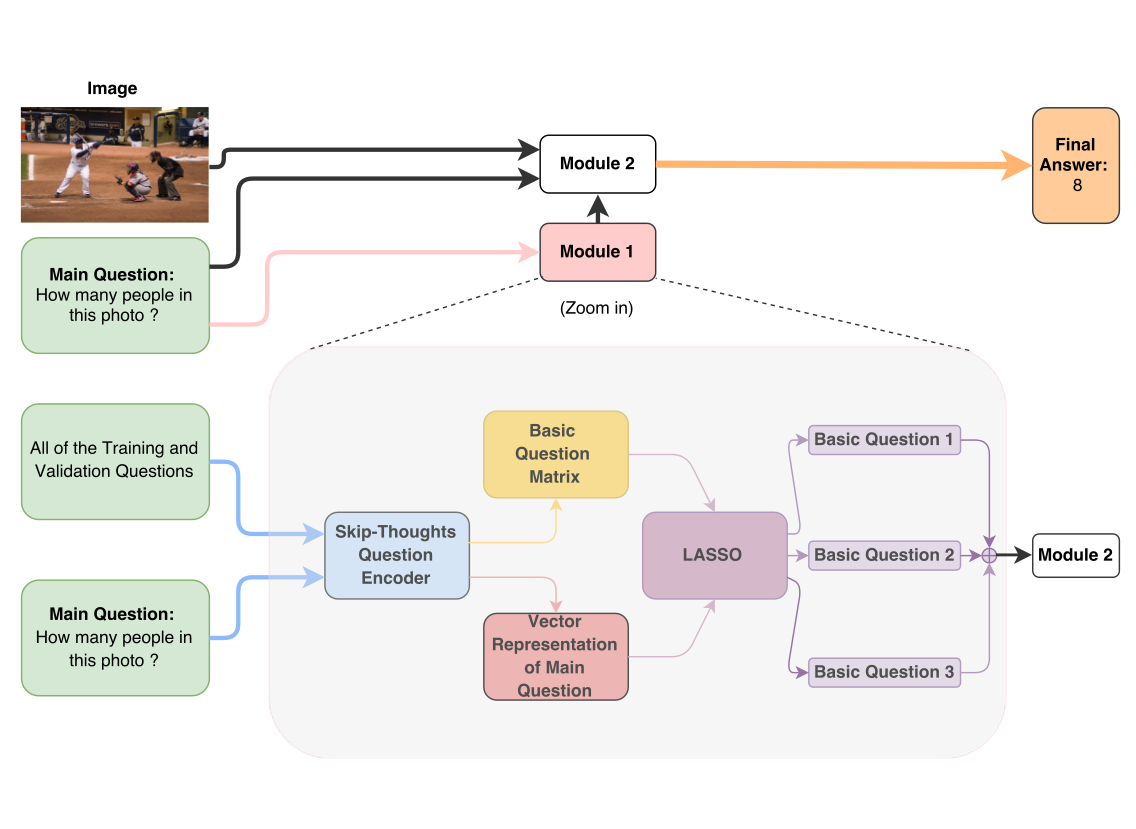 Image
Module 2
Final
Answer:
8
Main Question:
How many people in
this photo ?
Module 1
(Zoom in)
All of the Training and
Validation Questions
Basic
Question
Matrix
Basic Question 1
Skip-Thoughts
Question
Encoder
LASSO
Basic Question 2
Module 2
Main Question:
How many people in
this photo ?
Vector
Representation
of Main
Question
Basic Question 3